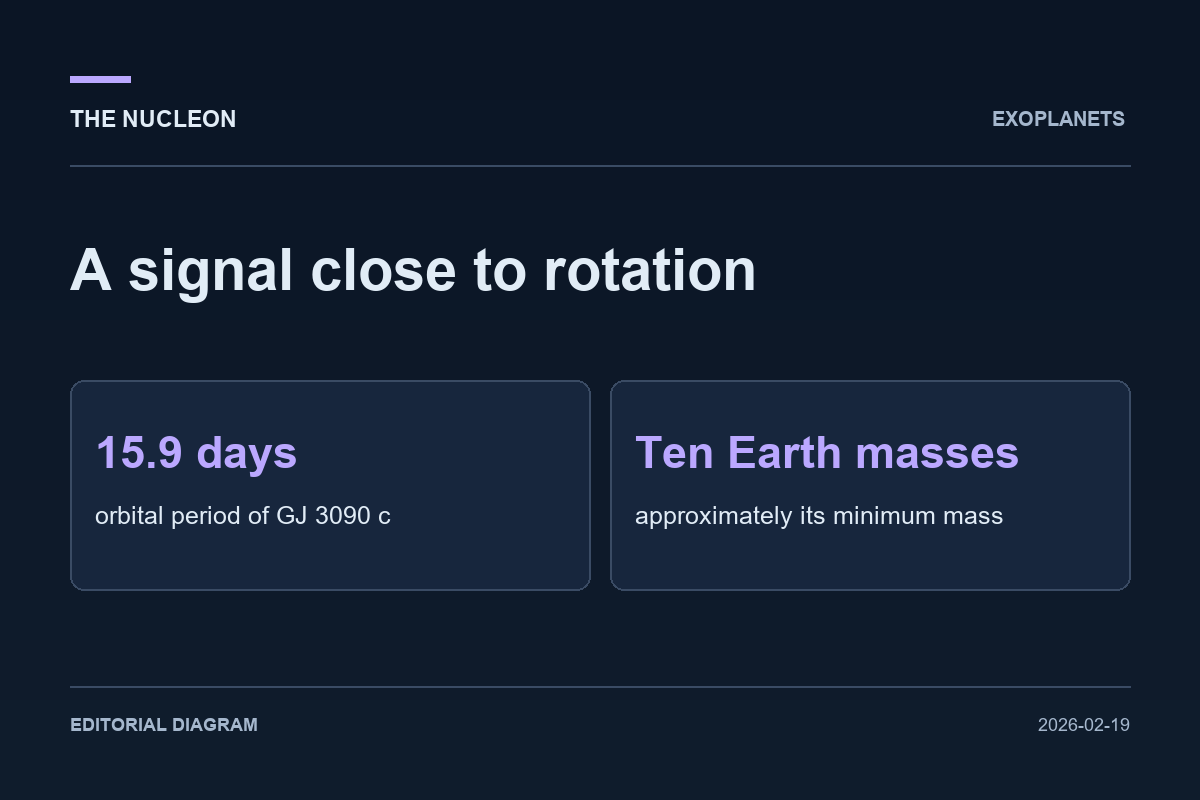 THE NUCLEON
EXOPLANETS
A signal close to rotation
15.9 days
orbital period of GJ 3090 c
Ten Earth masses
approximately its minimum mass
EDITORIAL DIAGRAM
2026-02-19